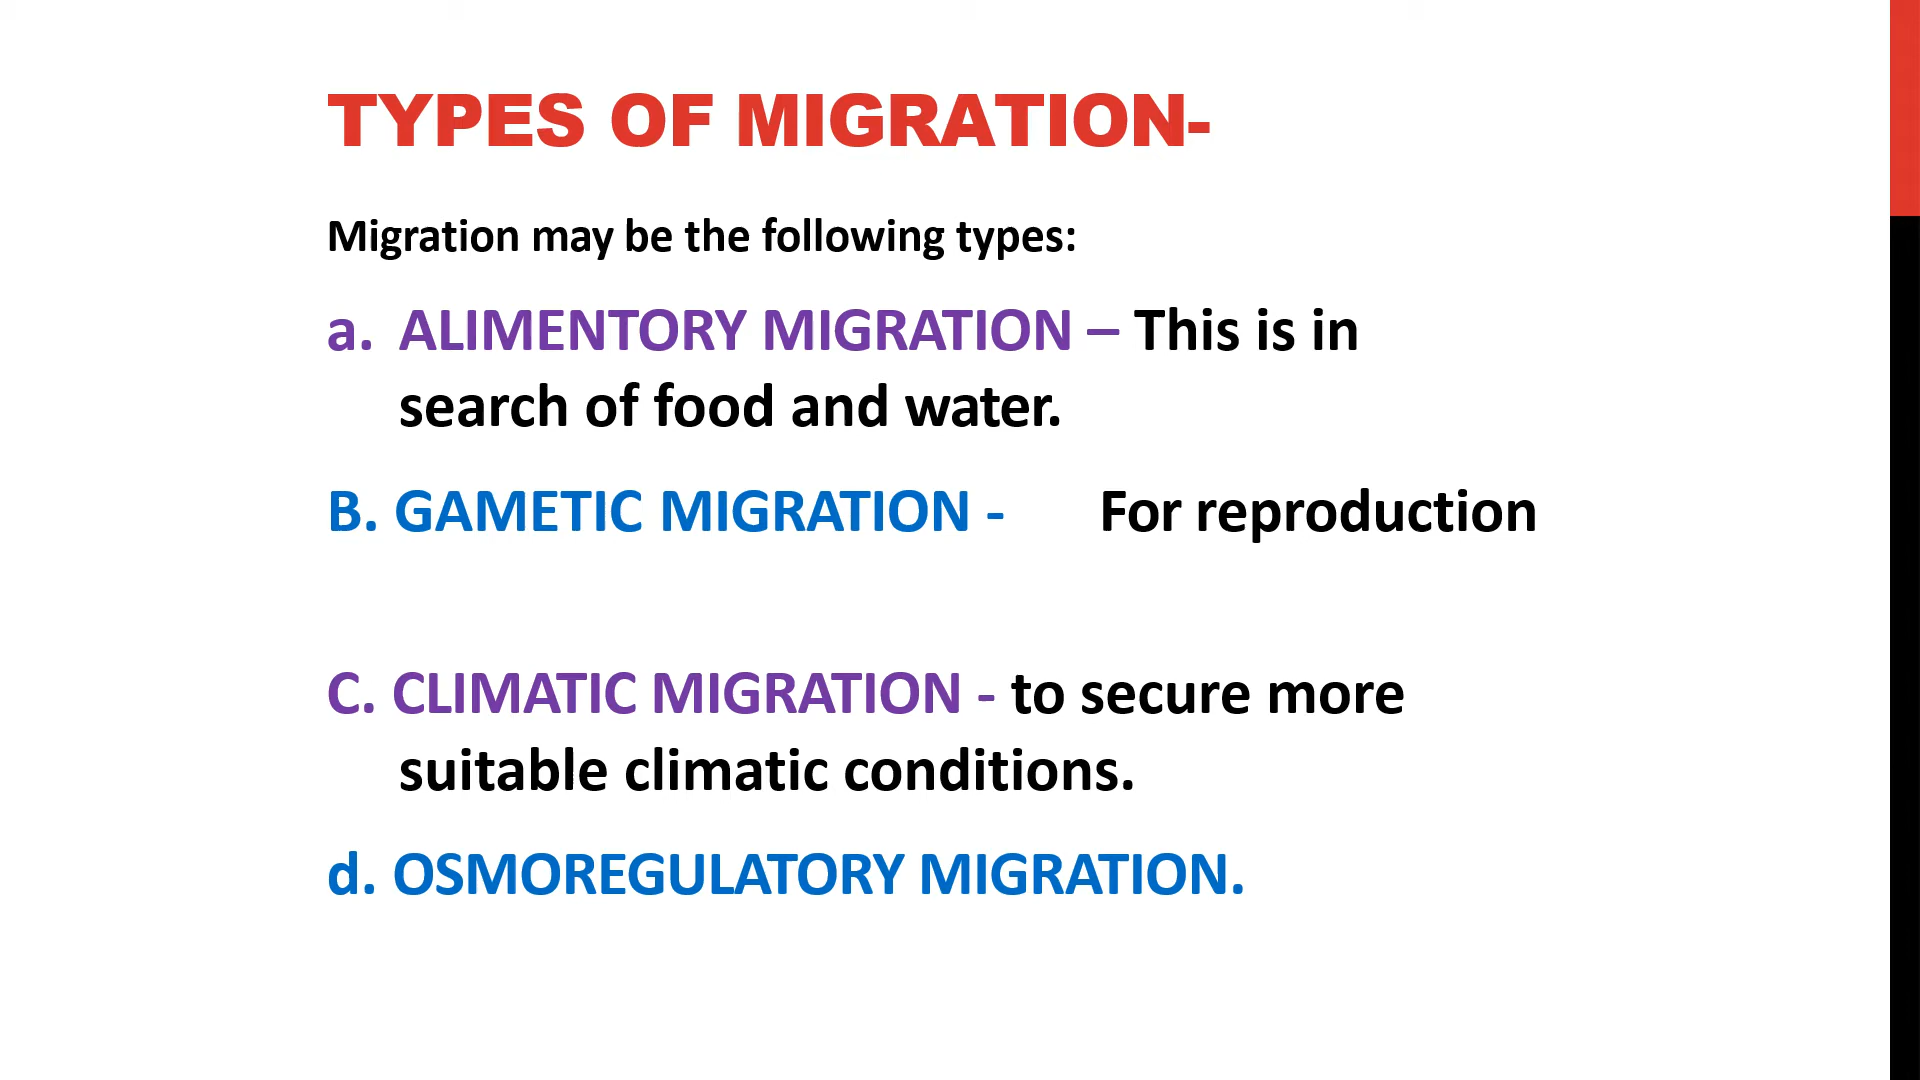 TYPES OF MIGRATION-
Migration may be the following types:
a. ALIMENTORY MIGRATION – This is in
search of food and water.
B. GAMETIC MIGRATION - For reproduction
C. CLIMATIC MIGRATION - to secure more
suitable climatic conditions.
d. OSMOREGULATORY MIGRATION.